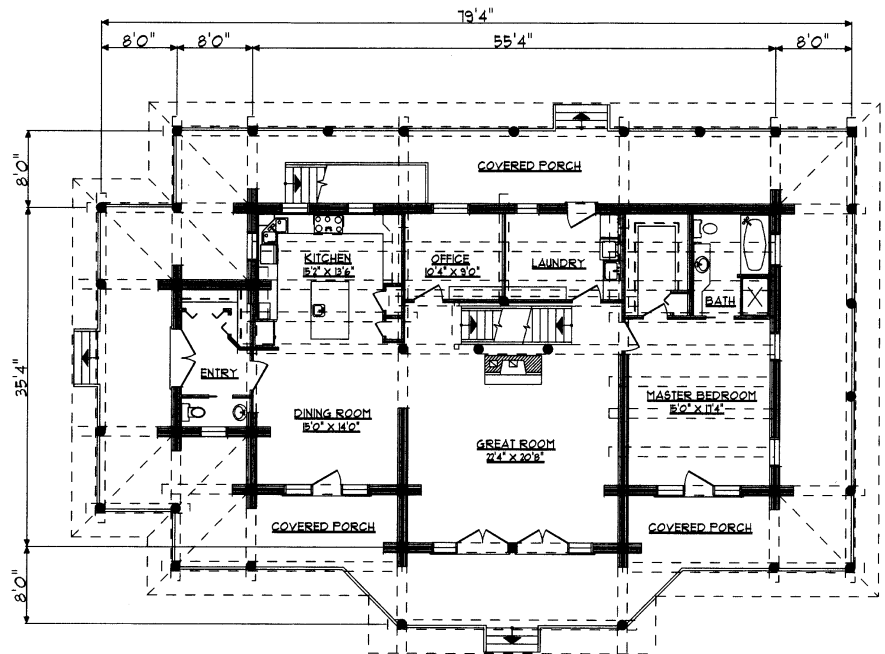 79'4"
8'0"
8'0"
55'4"
8'0"
8'0"
COVERED PORCH
KITCHEN
15'2" X 13'6"
OFFICE
10'4" X 9'0"
LAUNDRY
BATH
35'4"
ENTRY
DINING ROOM
15'0" X 14'0"
MASTER BEDROOM
15'0" X 17'4"
GREAT ROOM
22'4" X 20'8"
COVERED PORCH
COVERED PORCH
8'0"